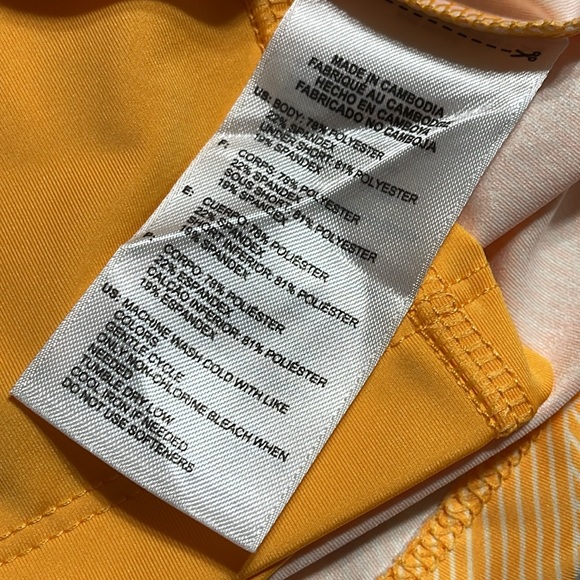 MADE IN CAMBODIA
FABRIQUÉ AU CAMBODGE
HECHO EN CAMBOYA
FABRICADO NO CAMBOJA
US: BODY: 78% POLYESTER
22% SPANDEX
UNDER SHORT: 81% POLYESTER
19% SPANDEX
F: CORPS: 78% POLYESTER
22% SPANDEX
SOUS SHORT: 81% POLYESTER
19% SPANDEX
E: CUERPO: 78% POLIÉSTER
22% SPANDEX
SHORT INFERIOR: 81% POLIÉSTER
19% SPANDEX
P: CORPO: 78% POLIÉSTER
22% ESPANDEX
CALÇÃO INFERIOR: 81% POLIÉSTER
19% ESPANDEX
US: MACHINE WASH COLD WITH LIKE
COLORS
GENTLE CYCLE
ONLY NON-CHLORINE BLEACH WHEN
NEEDED
TUMBLE DRY LOW
COOL IRON IF NEEDED
DO NOT USE SOFTENERS